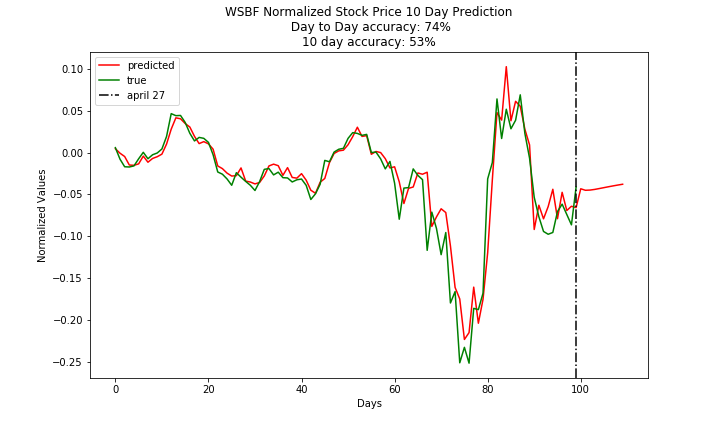 WSBF Normalized Stock Price 10 Day Prediction
Day to Day accuracy: 74%
10 day accuracy: 53%
predicted
true
april 27
Normalized Values
0.10
0.05
0.00
−0.05
−0.10
−0.15
−0.20
−0.25
0 20 40 60 80 100
Days